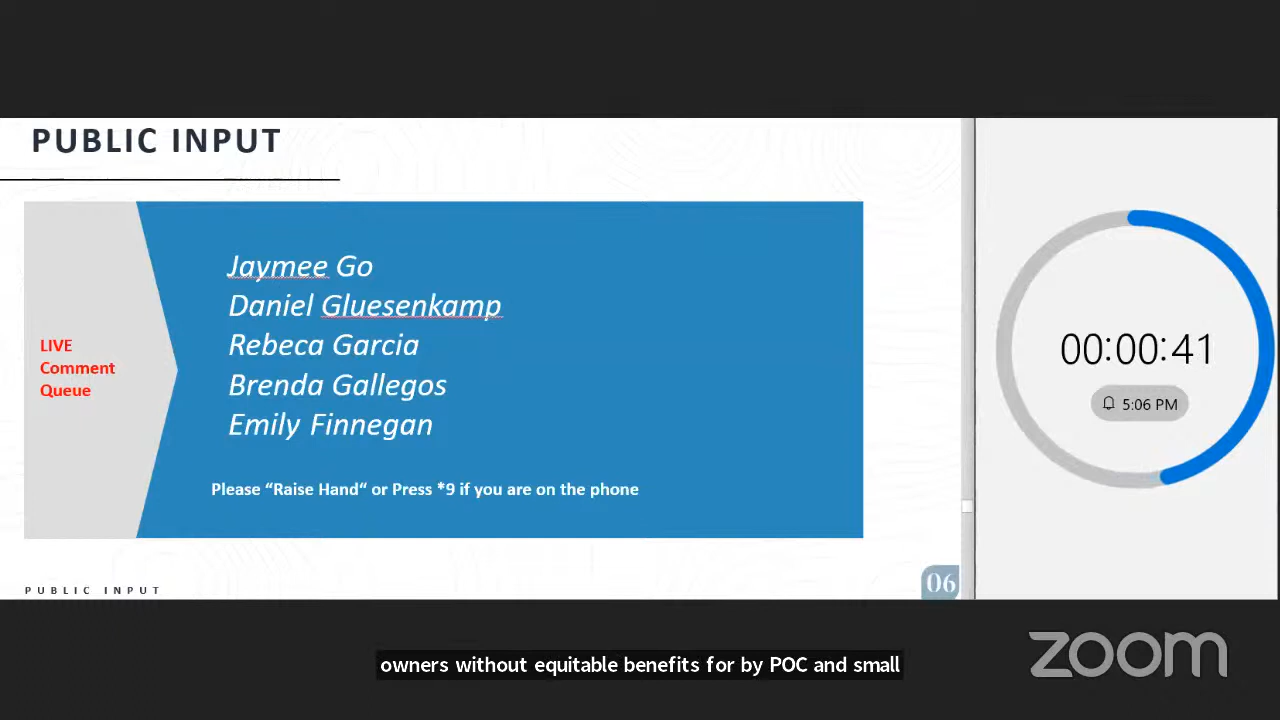 PUBLIC INPUT
LIVE
Comment
Queue
Jaymee Go
Daniel Gluesenkamp
Rebeca Garcia
Brenda Gallegos
Emily Finnegan
Please “Raise Hand“ or Press *9 if you are on the phone
PUBLIC INPUT
06
00:00:41
5:06 PM
owners without equitable benefits for by POC and small
zoom